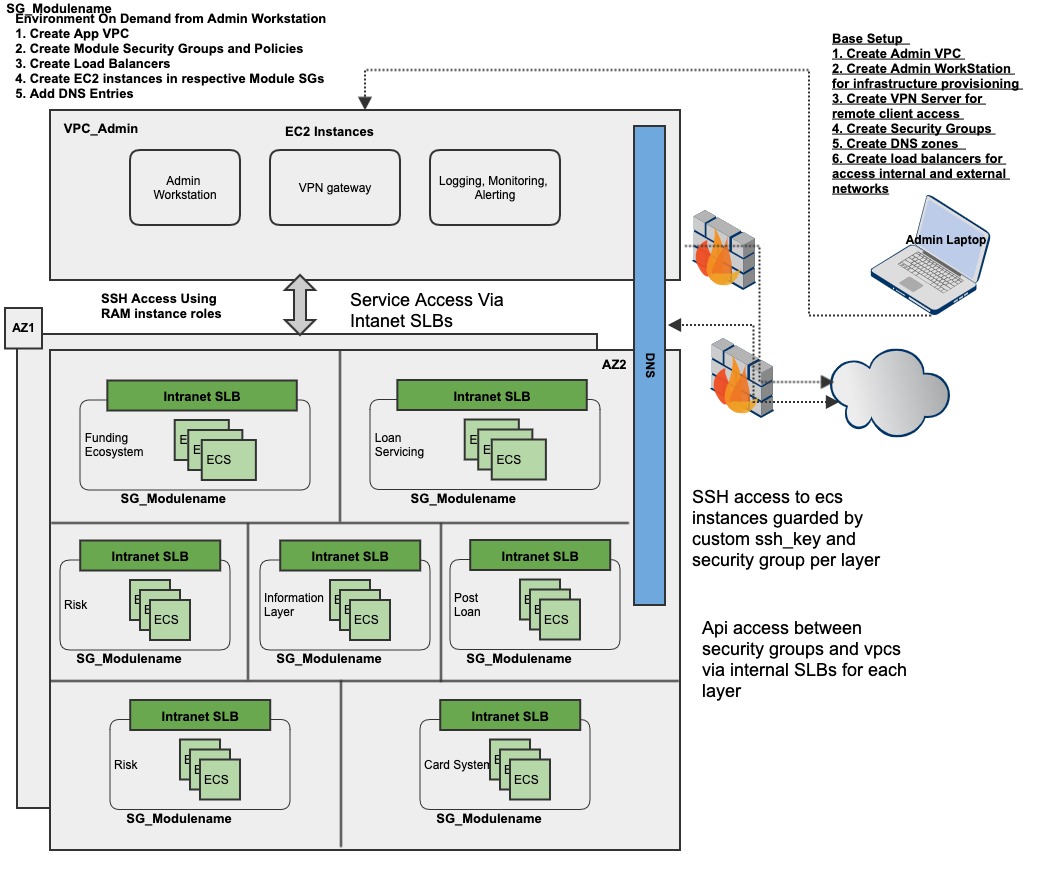 SG_Modulename
Environment On Demand from Admin Workstation
1. Create App VPC
2. Create Module Security Groups and Policies
3. Create Load Balancers
4. Create EC2 instances in respective Module SGs
5. Add DNS Entries
Base Setup
1. Create Admin VPC
2. Create Admin WorkStation
for infrastructure provisioning
3. Create VPN Server for
remote client access
4. Create Security Groups
5. Create DNS zones
6. Create load balancers for
access internal and external
networks
VPC_Admin
EC2 Instances
Admin
Workstation
VPN gateway
Logging, Monitoring,
Alerting
Admin Laptop
SSH Access Using
RAM instance roles
Service Access Via
Intanet SLBs
AZ1
AZ2
DNS
Intranet SLB
Funding
Ecosystem
E
E
ECS
SG_Modulename
Intranet SLB
Loan
Servicing
E
E
ECS
SG_Modulename
SSH access to ecs
instances guarded by
custom ssh_key and
security group per layer
Intranet SLB
Risk
E
E
ECS
SG_Modulename
Intranet SLB
Information
Layer
E
E
ECS
SG_Modulename
Intranet SLB
Post
Loan
E
E
ECS
SG_Modulename
Api access between
security groups and vpcs
via internal SLBs for each
layer
Intranet SLB
Risk
E
E
ECS
SG_Modulename
Intranet SLB
Card System
E
E
ECS
SG_Modulename